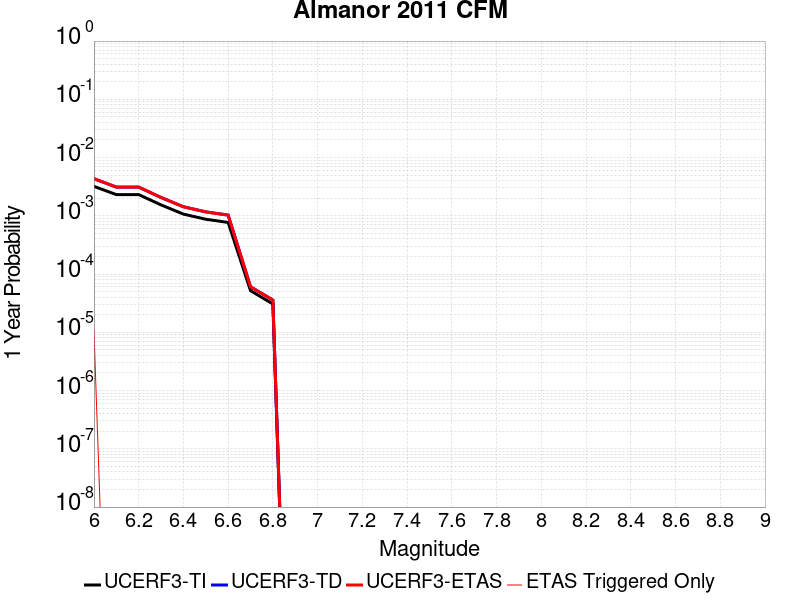 Almanor 2011 CFM
10^0
10^-1
10^-2
10^-3
10^-4
10^-5
10^-6
10^-7
10^-8
1 Year Probability
6 6.2 6.4 6.6 6.8 7 7.2 7.4 7.6 7.8 8 8.2 8.4 8.6 8.8 9
Magnitude
UCERF3-TI UCERF3-TD UCERF3-ETAS ETAS Triggered Only